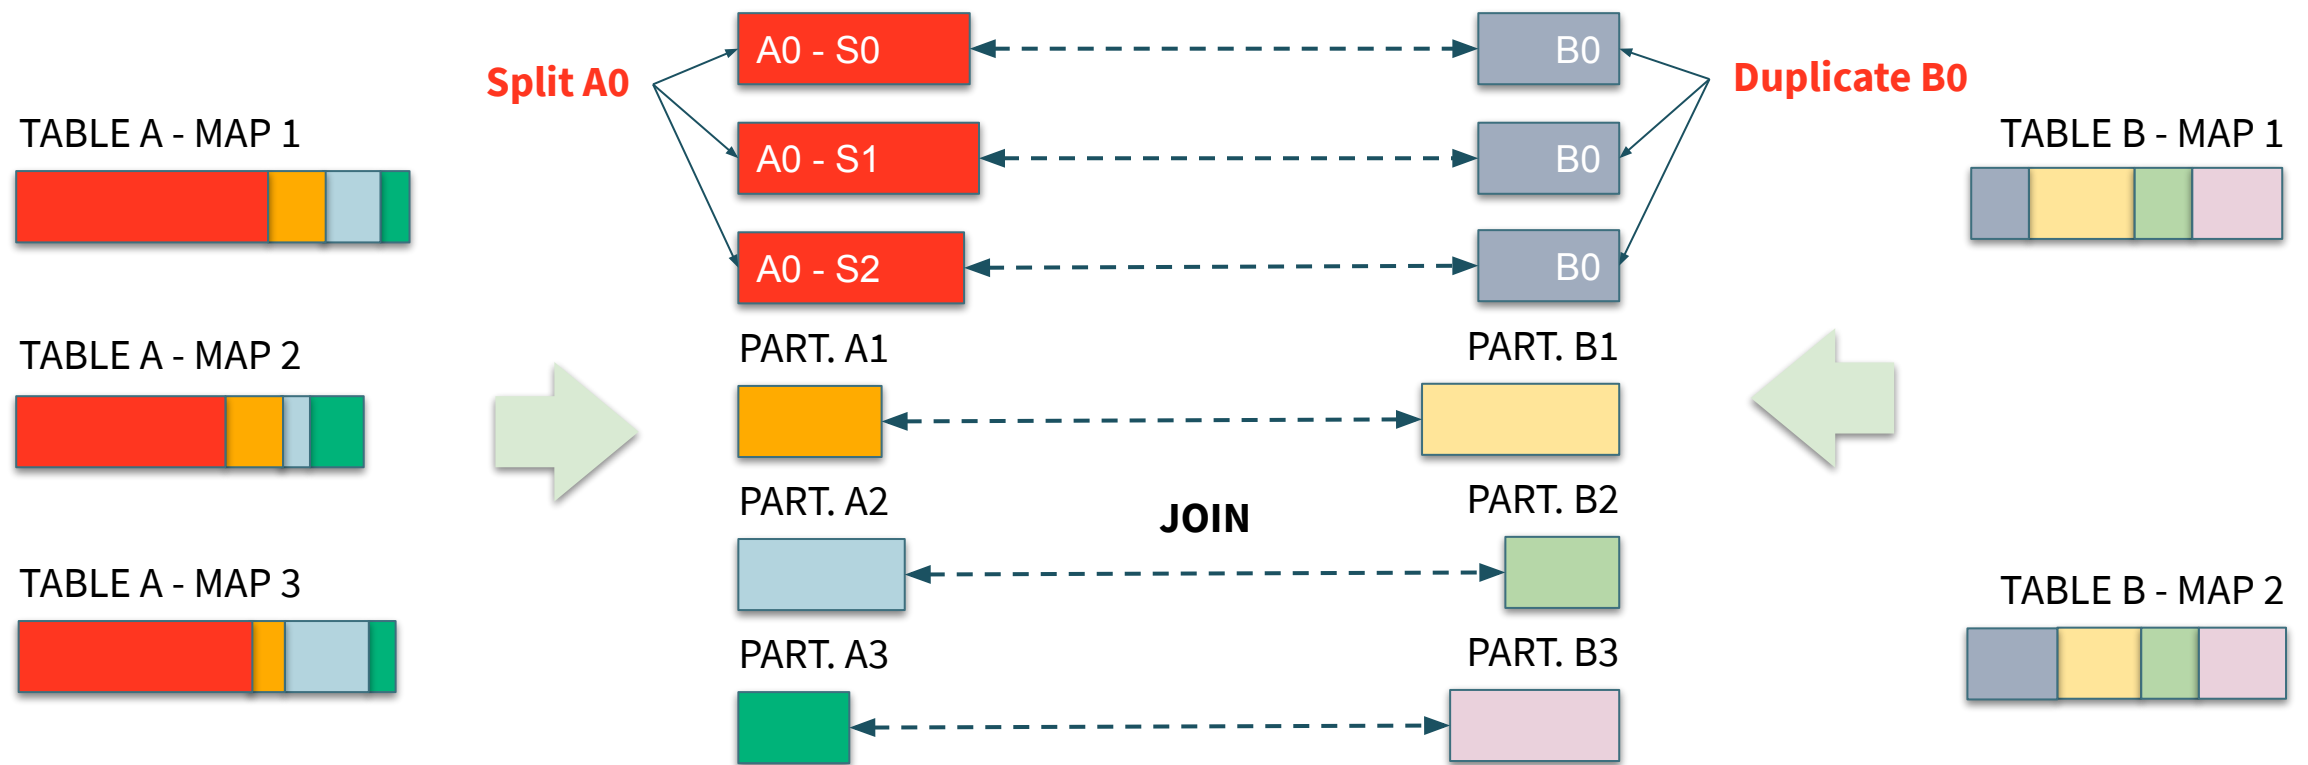 A0 - S0
B0
Split A0
Duplicate B0
TABLE A - MAP 1
A0 - S1
B0
TABLE B - MAP 1
A0 - S2
B0
TABLE A - MAP 2
PART. A1
PART. B1
PART. A2
JOIN
PART. B2
TABLE A - MAP 3
TABLE B - MAP 2
PART. A3
PART. B3